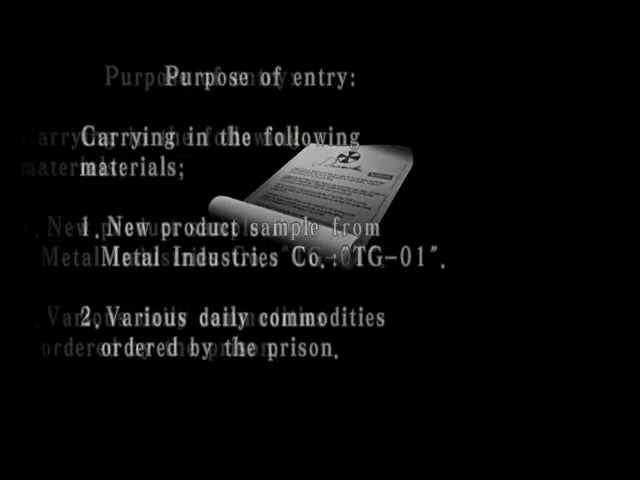 Purpose of entry:
Carrying in the following
materials;
1. New product sample from
Metal Industries Co.:"TG-01".
2. Various daily commodities
ordered by the prison.